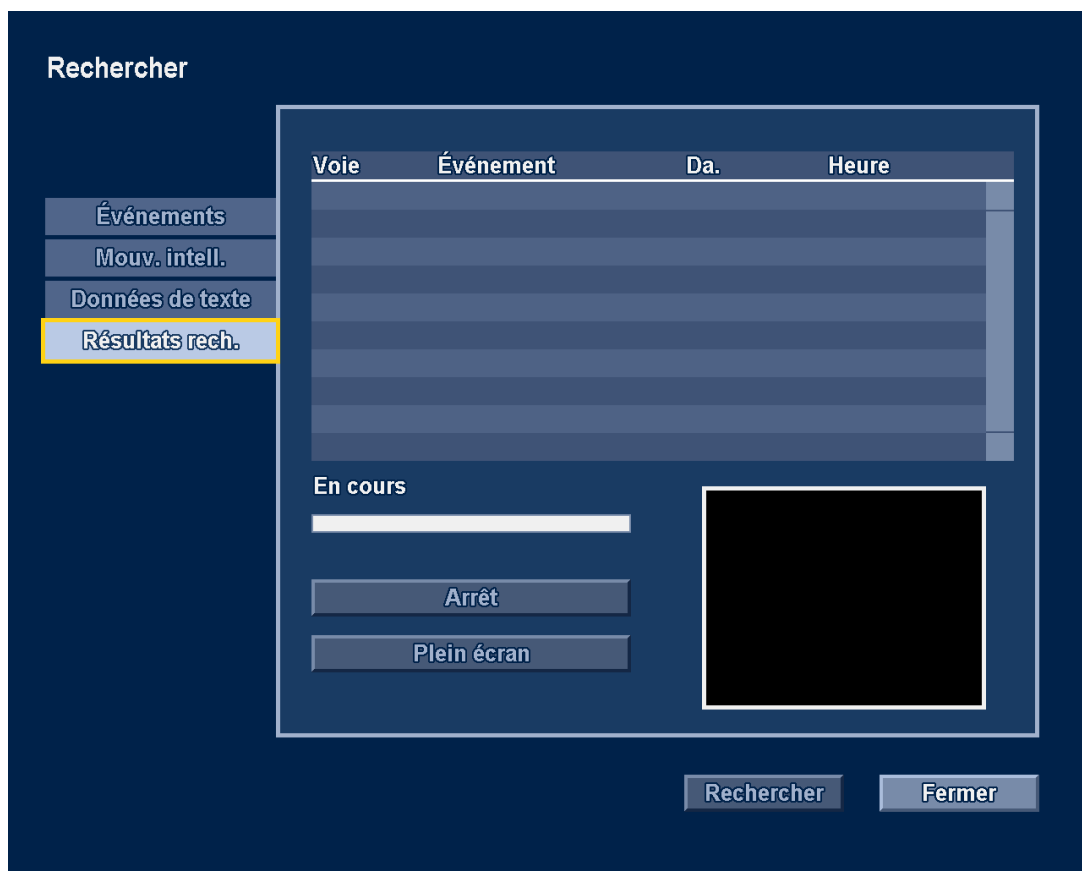 Rechercher
Voie Événement Da. Heure
Événements
Mouv. intell.
Données de texte
Résultats rech.
En cours
Arrêt
Plein écran
Rechercher Fermer